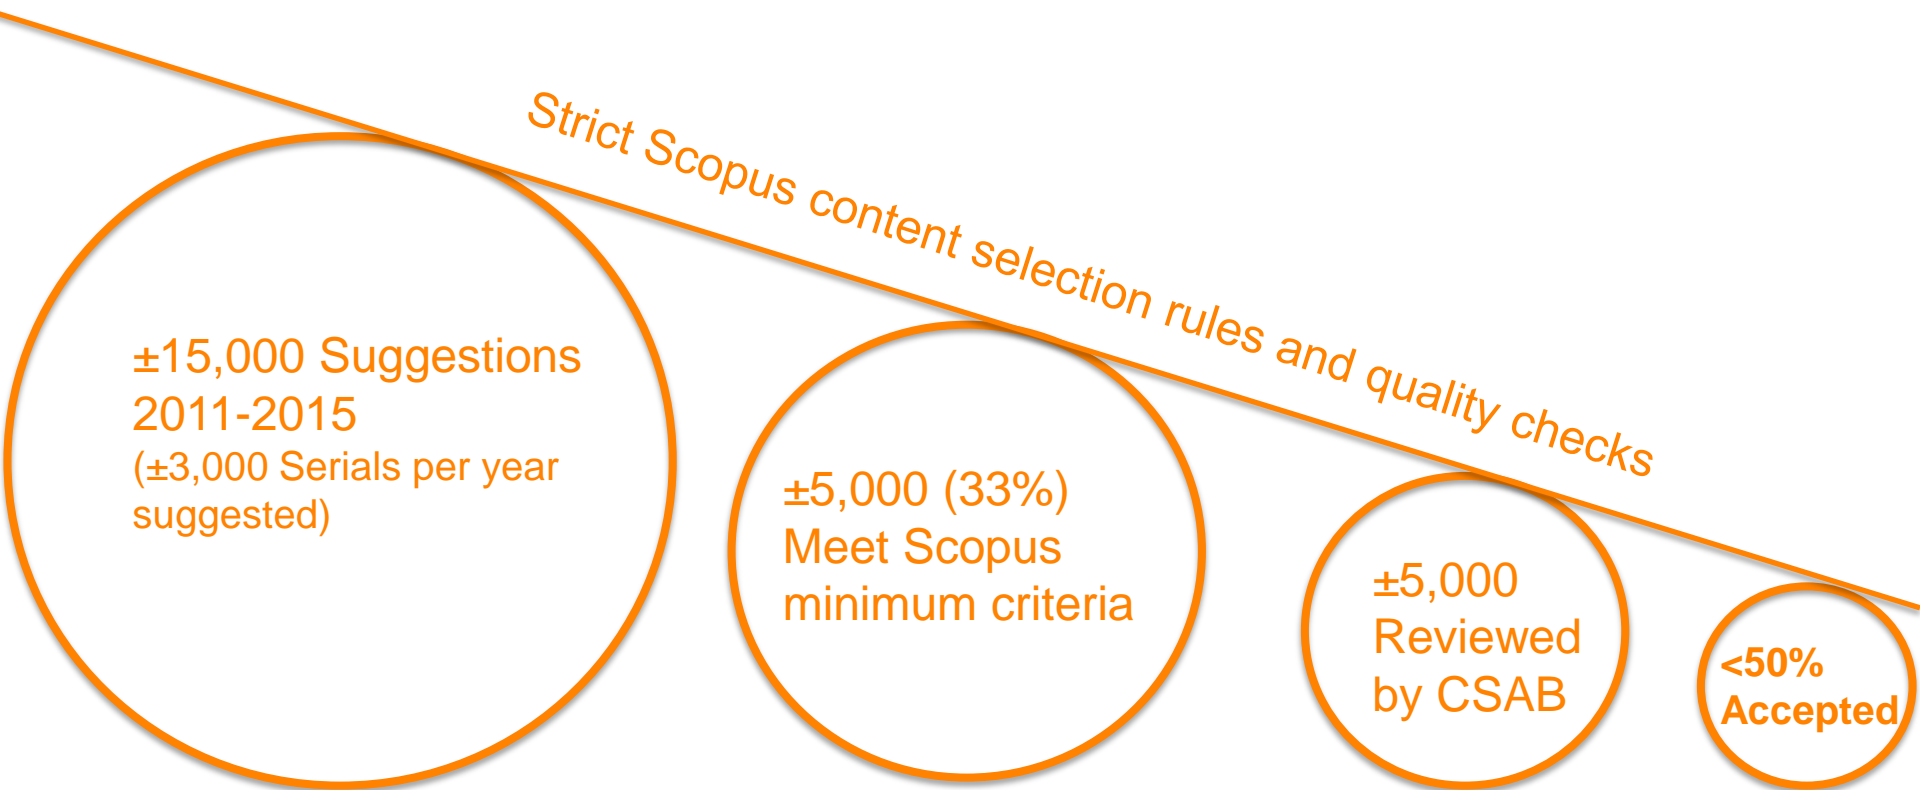 Strict Scopus content selection rules and quality checks
±15,000 Suggestions
2011-2015
(±3,000 Serials per year
suggested)
±5,000 (33%)
Meet Scopus
minimum criteria
±5,000
Reviewed
by CSAB
<50%
Accepted